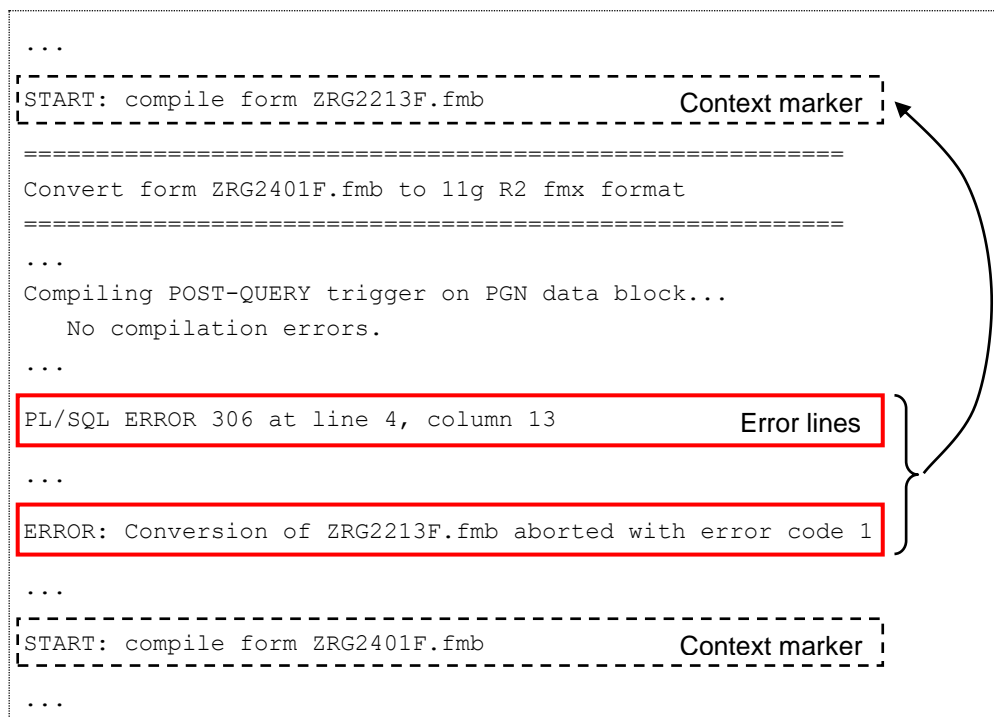 ...
START: compile form ZRG2213F.fmb Context marker
=========================================================
Convert form ZRG2401F.fmb to 11g R2 fmx format
=========================================================
...
Compiling POST-QUERY trigger on PGN data block...
No compilation errors.
...
PL/SQL ERROR 306 at line 4, column 13 Error lines
...
ERROR: Conversion of ZRG2213F.fmb aborted with error code 1
...
START: compile form ZRG2401F.fmb Context marker
...